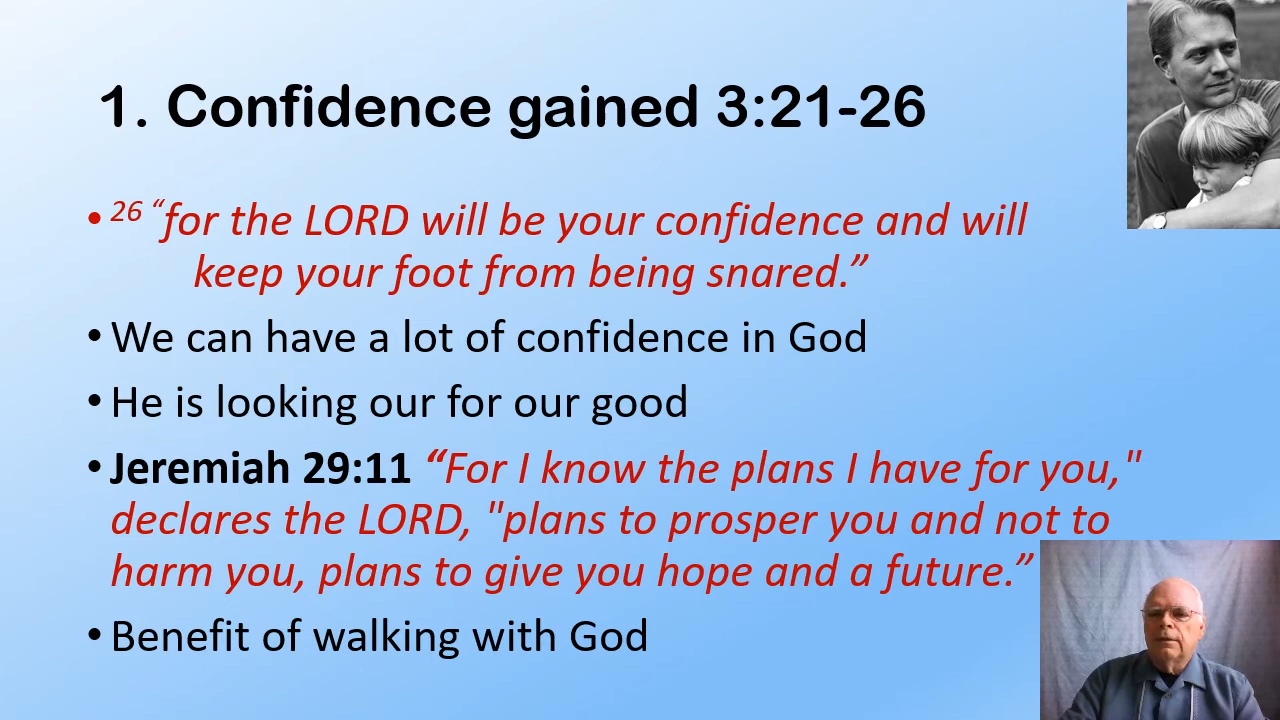 1. Confidence gained 3:21-26
• 26 “for the LORD will be your confidence and will
keep your foot from being snared.”
• We can have a lot of confidence in God
• He is looking our for our good
• Jeremiah 29:11 “For I know the plans I have for you,"
declares the LORD, "plans to prosper you and not to
harm you, plans to give you hope and a future.”
• Benefit of walking with God